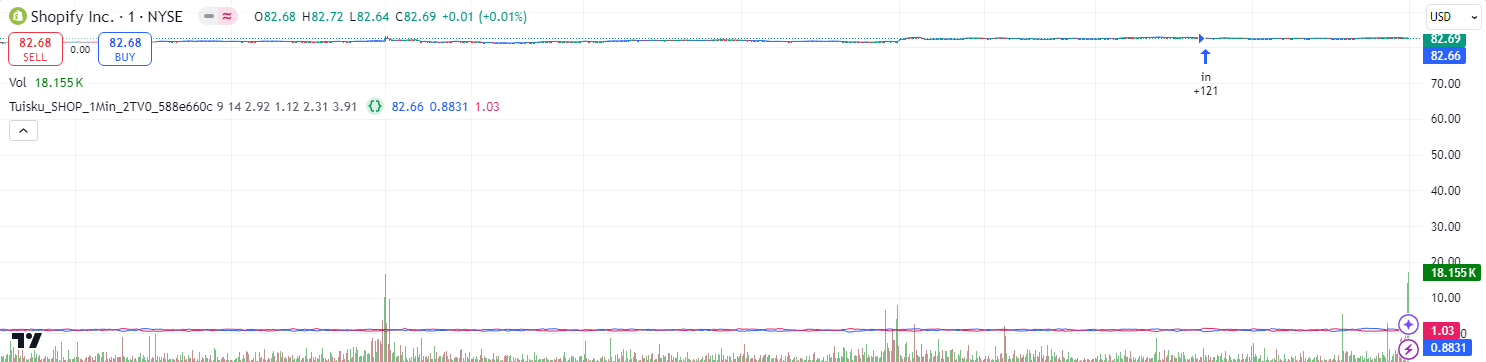 Shopify Inc. · 1 · NYSE O82.68 H82.72 L82.64 C82.69 +0.01 (+0.01%)
USD
82.68
SELL
0.00
82.68
BUY
82.69
82.66
Vol 18.155 K
70.00
in
+121
Tuisku_SHOP_1Min_2TV0_588e660c 9 14 2.92 1.12 2.31 3.91 {} 82.66 0.8831 1.03
60.00
50.00
40.00
30.00
20.00
18.155 K
10.00
1.03
0.8831